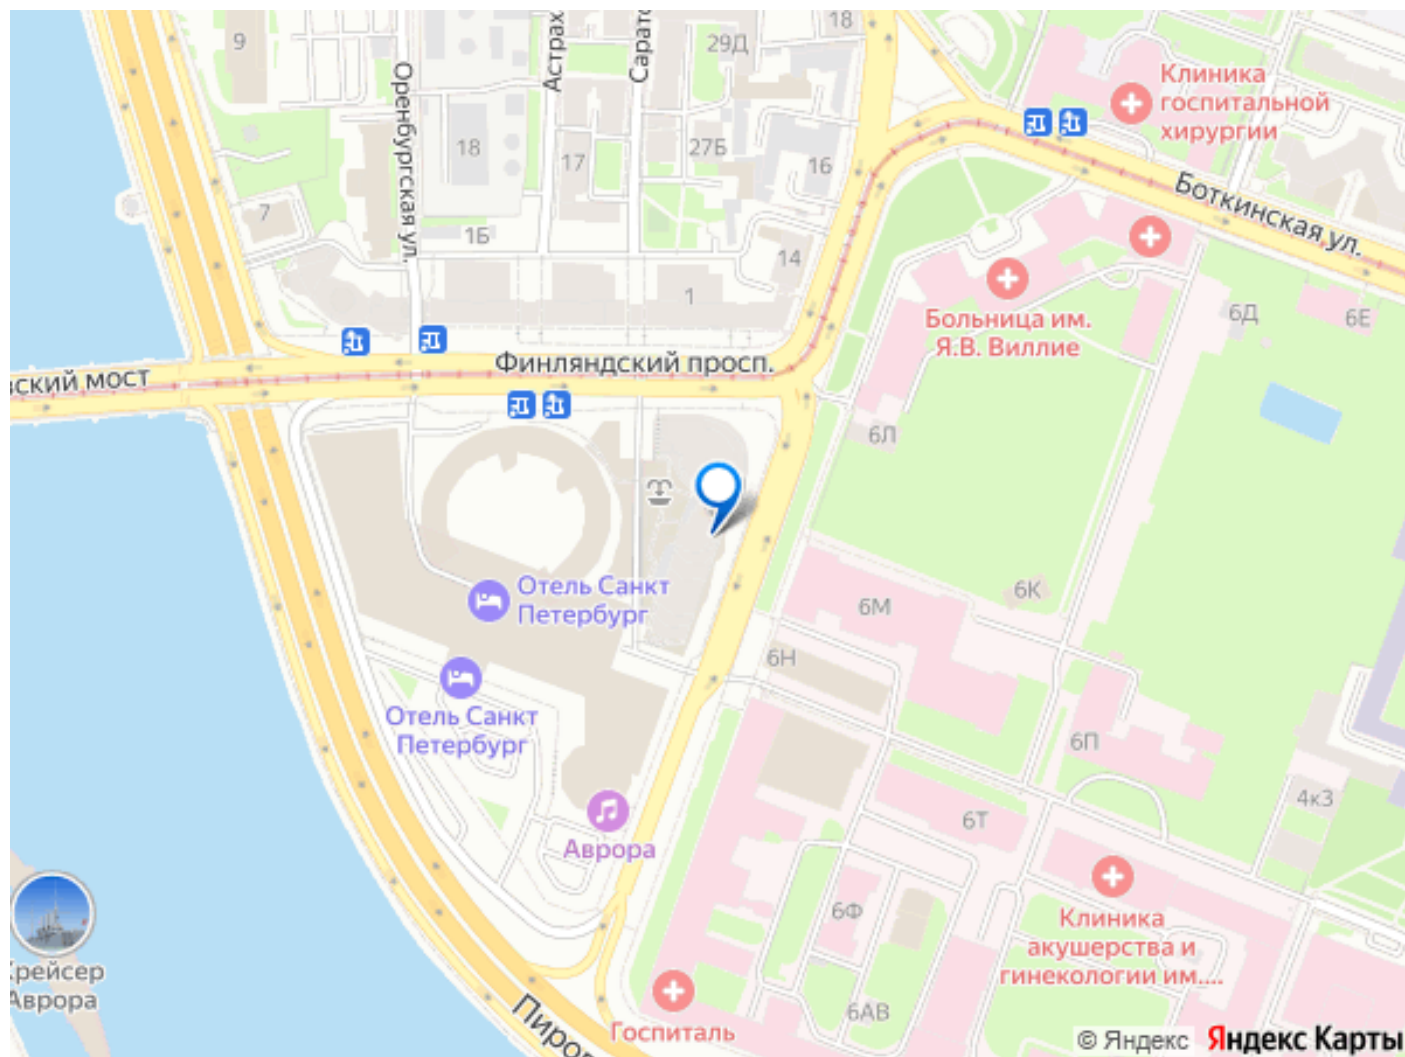 18
9
29Д
Астрах
Сарато
Оренбургская ул.
Клиника
госпитальной
хирургии
18
17
27Б
16
Боткинская ул.
7
1Б
14
1
6Д
6Е
Больница им.
Я.В. Виллие
Финляндский просп.
вский мост
6Л
Отель Санкт
Петербург
6К
6М
6Н
Отель Санкт
Петербург
6П
4к3
6Т
Аврора
Клиника
акушерства и
гинекологии им....
6Ф
Крейсер
Аврора
Пирог
Госпиталь
6АВ
© Яндекс Яндекс Карты